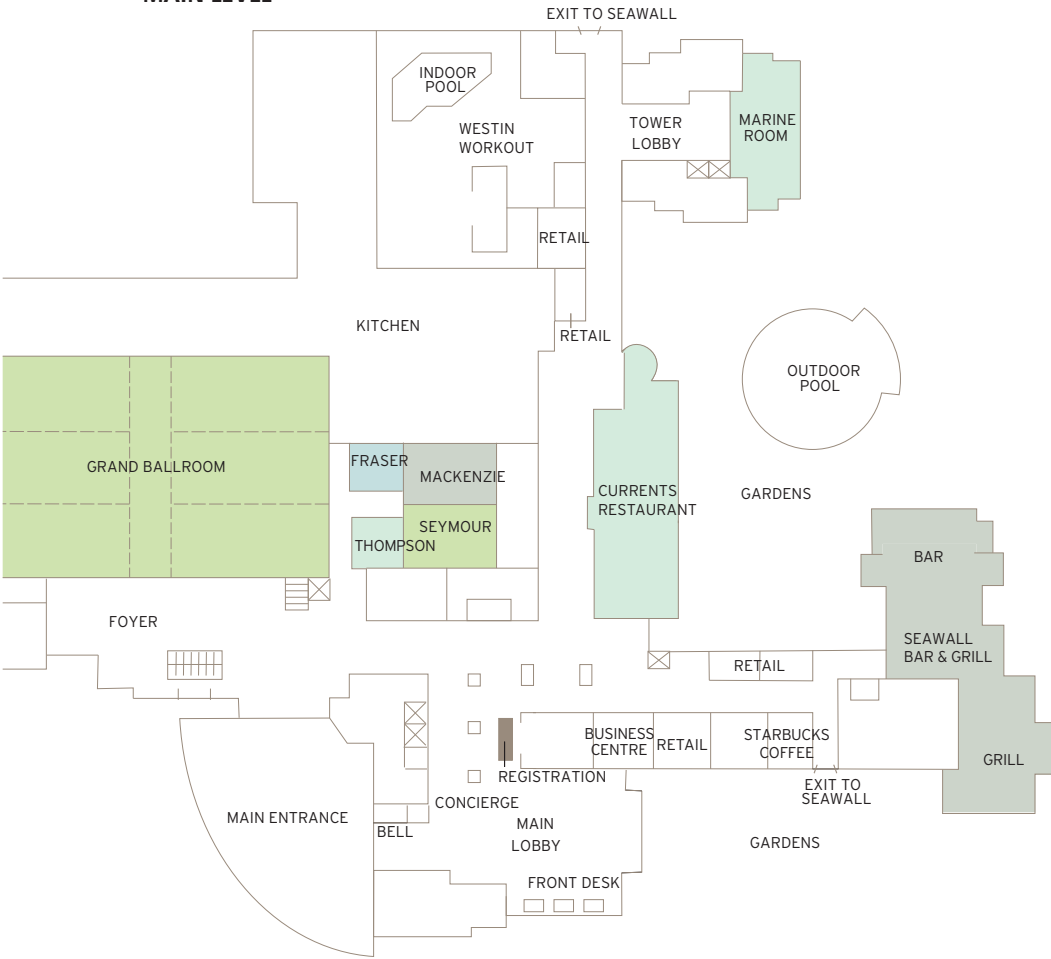 MAIN LEVEL
EXIT TO SEAWALL
INDOOR
POOL
WESTIN
WORKOUT
TOWER
LOBBY
MARINE
ROOM
RETAIL
KITCHEN
RETAIL
OUTDOOR
POOL
GRAND BALLROOM
FRASER
MACKENZIE
SEYMOUR
THOMPSON
CURRENTS
RESTAURANT
GARDENS
BAR
FOYER
SEAWALL
BAR & GRILL
RETAIL
BUSINESS
CENTRE
RETAIL
STARBUCKS
COFFEE
GRILL
REGISTRATION
EXIT TO
SEAWALL
CONCIERGE
MAIN ENTRANCE
BELL
MAIN
LOBBY
GARDENS
FRONT DESK